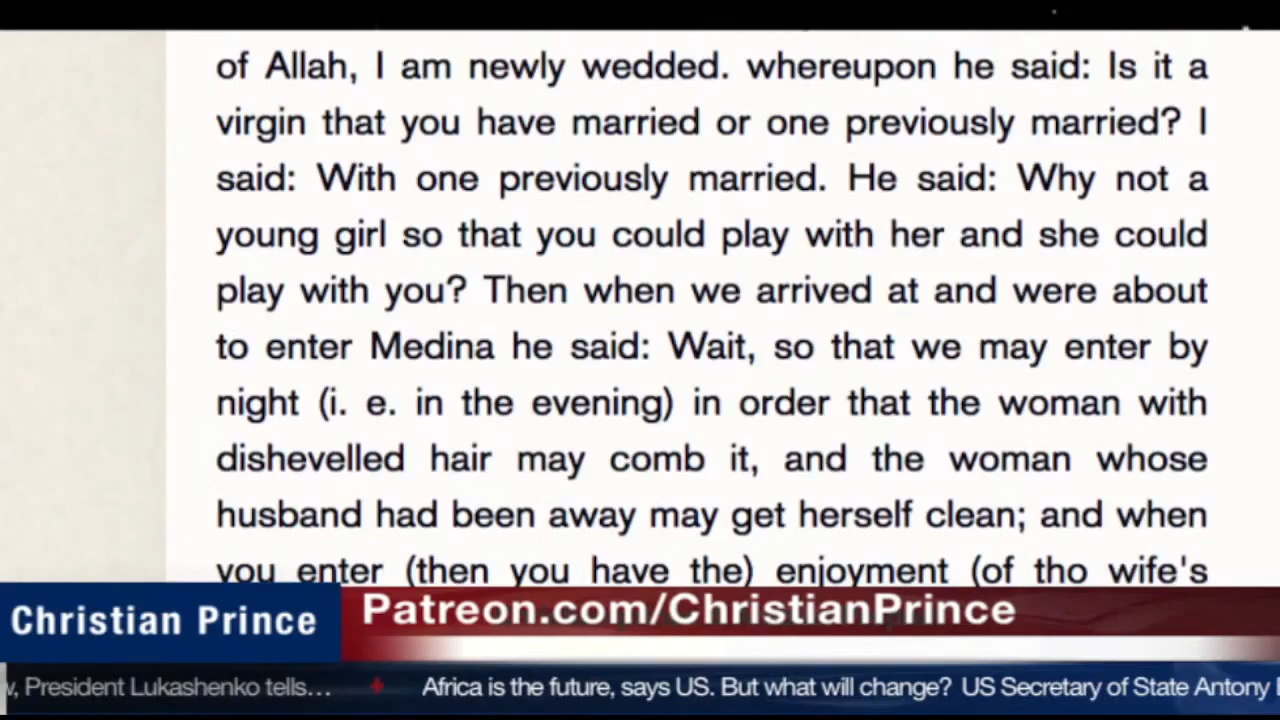 of Allah, I am newly wedded. whereupon he said: Is it a
virgin that you have married or one previously married? I
said: With one previously married. He said: Why not a
young girl so that you could play with her and she could
play with you? Then when we arrived at and were about
to enter Medina he said: Wait, so that we may enter by
night (i. e. in the evening) in order that the woman with
dishevelled hair may comb it, and the woman whose
husband had been away may get herself clean; and when
you enter (then you have the) enjoyment (of tho wife's
Christian Prince
Patreon.com/ChristianPrince
, President Lukashenko tells... Africa is the future, says US. But what will change? US Secretary of State Antony